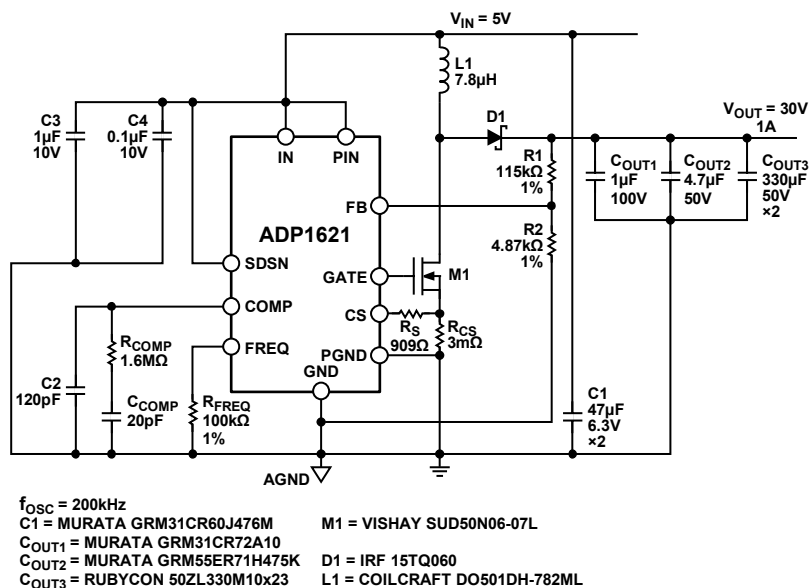 VIN = 5V
L1
7.8µH
C3
1µF
10V
C4
0.1µF
10V
D1
VOUT = 30V
1A
IN
PIN
R1
115kΩ
1%
COUT1
1µF
100V
COUT2
4.7µF
50V
COUT3
330µF
50V
×2
FB
ADP1621
R2
4.87kΩ
1%
SDSN
GATE
M1
COMP
CS
RS
909Ω
RCS
3mΩ
RCOMP
1.6MΩ
FREQ
PGND
GND
C2
120pF
CCOMP
20pF
RFREQ
100kΩ
1%
C1
47µF
6.3V
×2
AGND
fOSC = 200kHz
C1 = MURATA GRM31CR60J476M
M1 = VISHAY SUD50N06-07L
COUT1 = MURATA GRM31CR72A10
COUT2 = MURATA GRM55ER71H475K
D1 = IRF 15TQ060
COUT3 = RUBYCON 50ZL330M10x23
L1 = COILCRAFT DO501DH-782ML